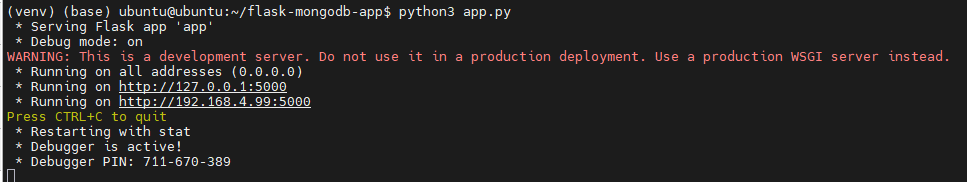 (venv) (base) ubuntu@ubuntu:~/flask-mongodb-app$ python3 app.py
 * Serving Flask app 'app'
 * Debug mode: on
WARNING: This is a development server. Do not use it in a production deployment. Use a production WSGI server instead.
 * Running on all addresses (0.0.0.0)
 * Running on http://127.0.0.1:5000
 * Running on http://192.168.4.99:5000
Press CTRL+C to quit
 * Restarting with stat
 * Debugger is active!
 * Debugger PIN: 711-670-389